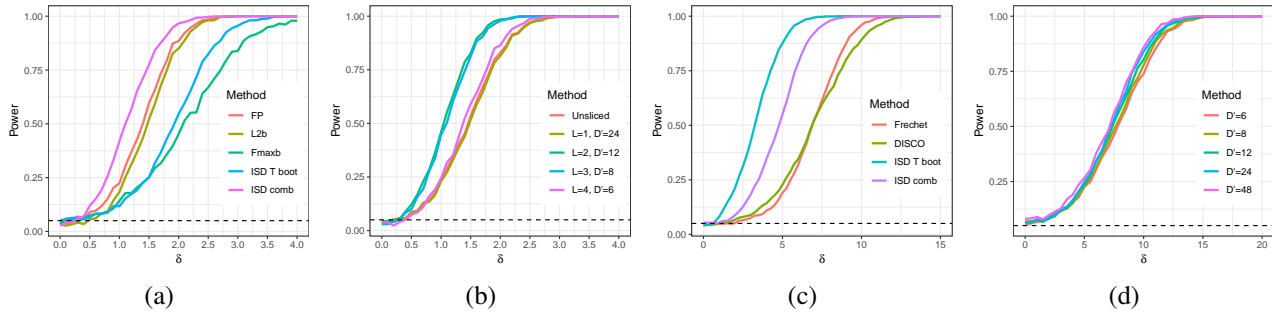 1.00
0.75
0.50
0.25
0.00
Power
0.0 0.5 1.0 1.5 2.0 2.5 3.0 3.5 4.0
δ
Method
FP
L2b
Fmaxb
ISD T boot
ISD comb
(a)
1.00
0.75
0.50
0.25
0.00
Power
0.0 0.5 1.0 1.5 2.0 2.5 3.0 3.5 4.0
δ
Method
Unsliced
L=1, D'=24
L=2, D'=12
L=3, D'=8
L=4, D'=6
(b)
1.00
0.75
0.50
0.25
0.00
Power
0 5 10 15
δ
Method
Frechet
DISCO
ISD T boot
ISD comb
(c)
1.00
0.75
0.50
0.25
Power
0 5 10 15 20
δ
Method
D'=6
D'=8
D'=12
D'=24
D'=48
(d)